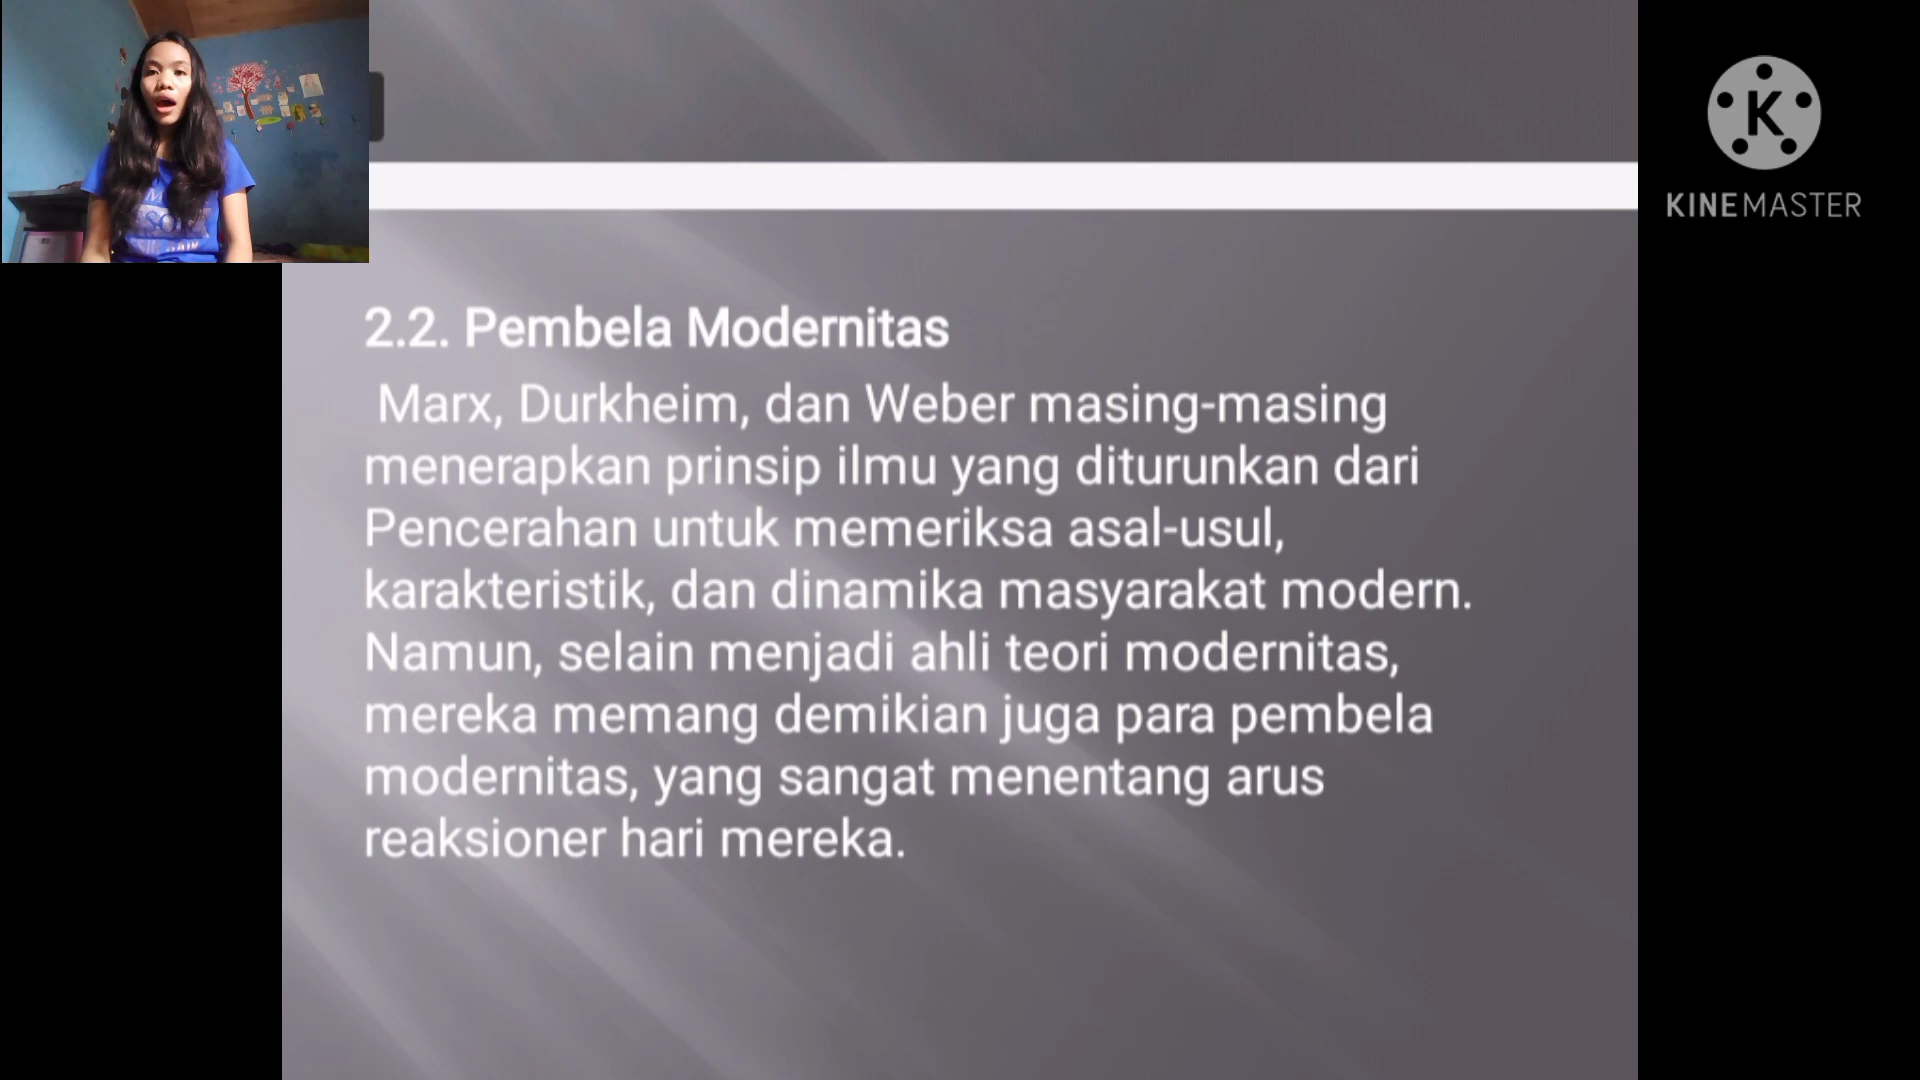 KINEMASTER
2.2. Pembela Modernitas
Marx, Durkheim, dan Weber masing-masing
menerapkan prinsip ilmu yang diturunkan dari
Pencerahan untuk memeriksa asal-usul,
karakteristik, dan dinamika masyarakat modern.
Namun, selain menjadi ahli teori modernitas,
mereka memang demikian juga para pembela
modernitas, yang sangat menentang arus
reaksioner hari mereka.